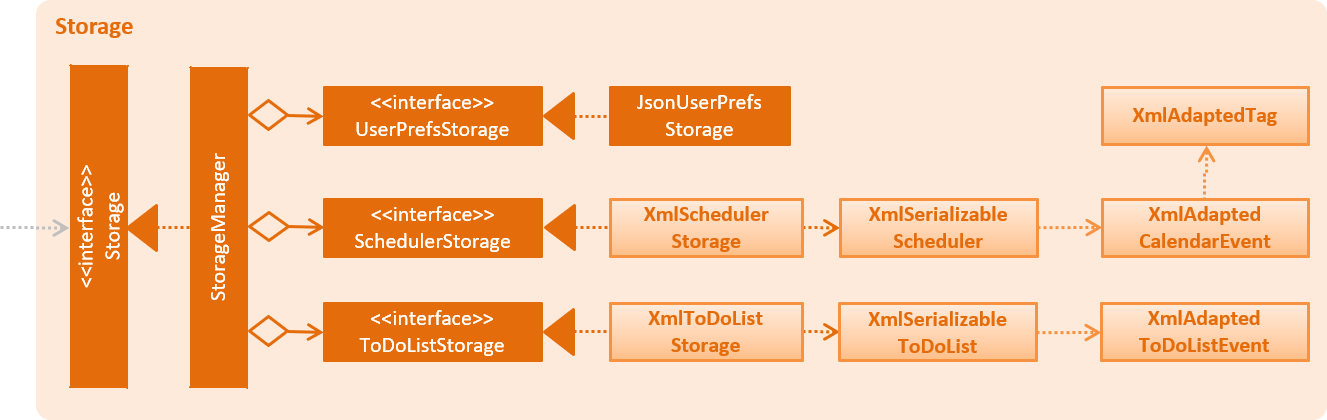 Storage
<<interface>>
Storage
StorageManager
<<interface>>
UserPrefsStorage
JsonUserPrefs
Storage
XmlAdaptedTag
<<interface>>
SchedulerStorage
XmlScheduler
Storage
XmlSerializable
Scheduler
XmlAdapted
CalendarEvent
<<interface>>
ToDoListStorage
XmlToDoList
Storage
XmlSerializable
ToDoList
XmlAdapted
ToDoListEvent